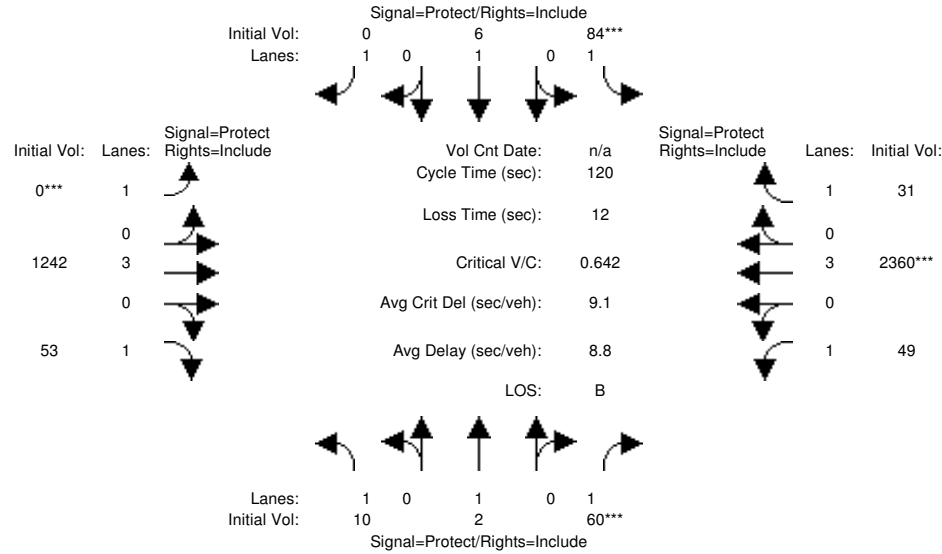 Signal=Protect/Rights=Include
Initial Vol: 0 6 84***
Lanes: 1 0 1 0 1
Signal=Protect
Rights=Include
Initial Vol: Lanes:
Vol Cnt Date: n/a
Signal=Protect
Rights=Include
Lanes: Initial Vol:
Cycle Time (sec): 120
0*** 1
1 31
Loss Time (sec): 12
0
0
1242 3
Critical V/C: 0.642
3 2360***
0
Avg Crit Del (sec/veh): 9.1
0
53 1
Avg Delay (sec/veh): 8.8
1 49
LOS: B
Lanes: 1 0 1 0 1
Initial Vol: 10 2 60***
Signal=Protect/Rights=Include